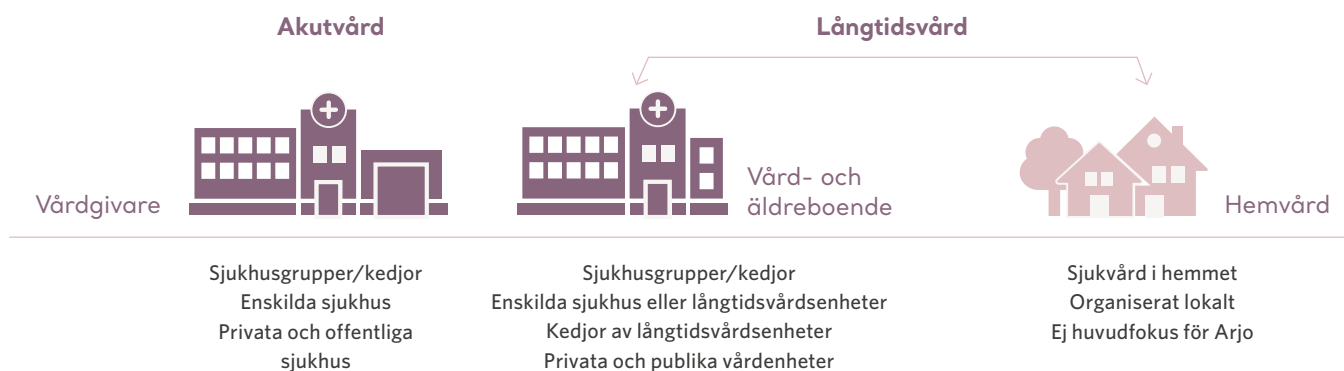 Akutvård
Långtidsvård
Vårdgivare
Vård- och
äldreboende
Hemvård
Sjukhusgrupper/kedjor
Enskilda sjukhus
Privata och offentliga
sjukhus
Sjukhusgrupper/kedjor
Enskilda sjukhus eller långtidsvårdsenheter
Kedjor av långtidsvårdsenheter
Privata och publika vårdenheter
Sjukvård i hemmet
Organiserat lokalt
Ej huvudfokus för Arjo